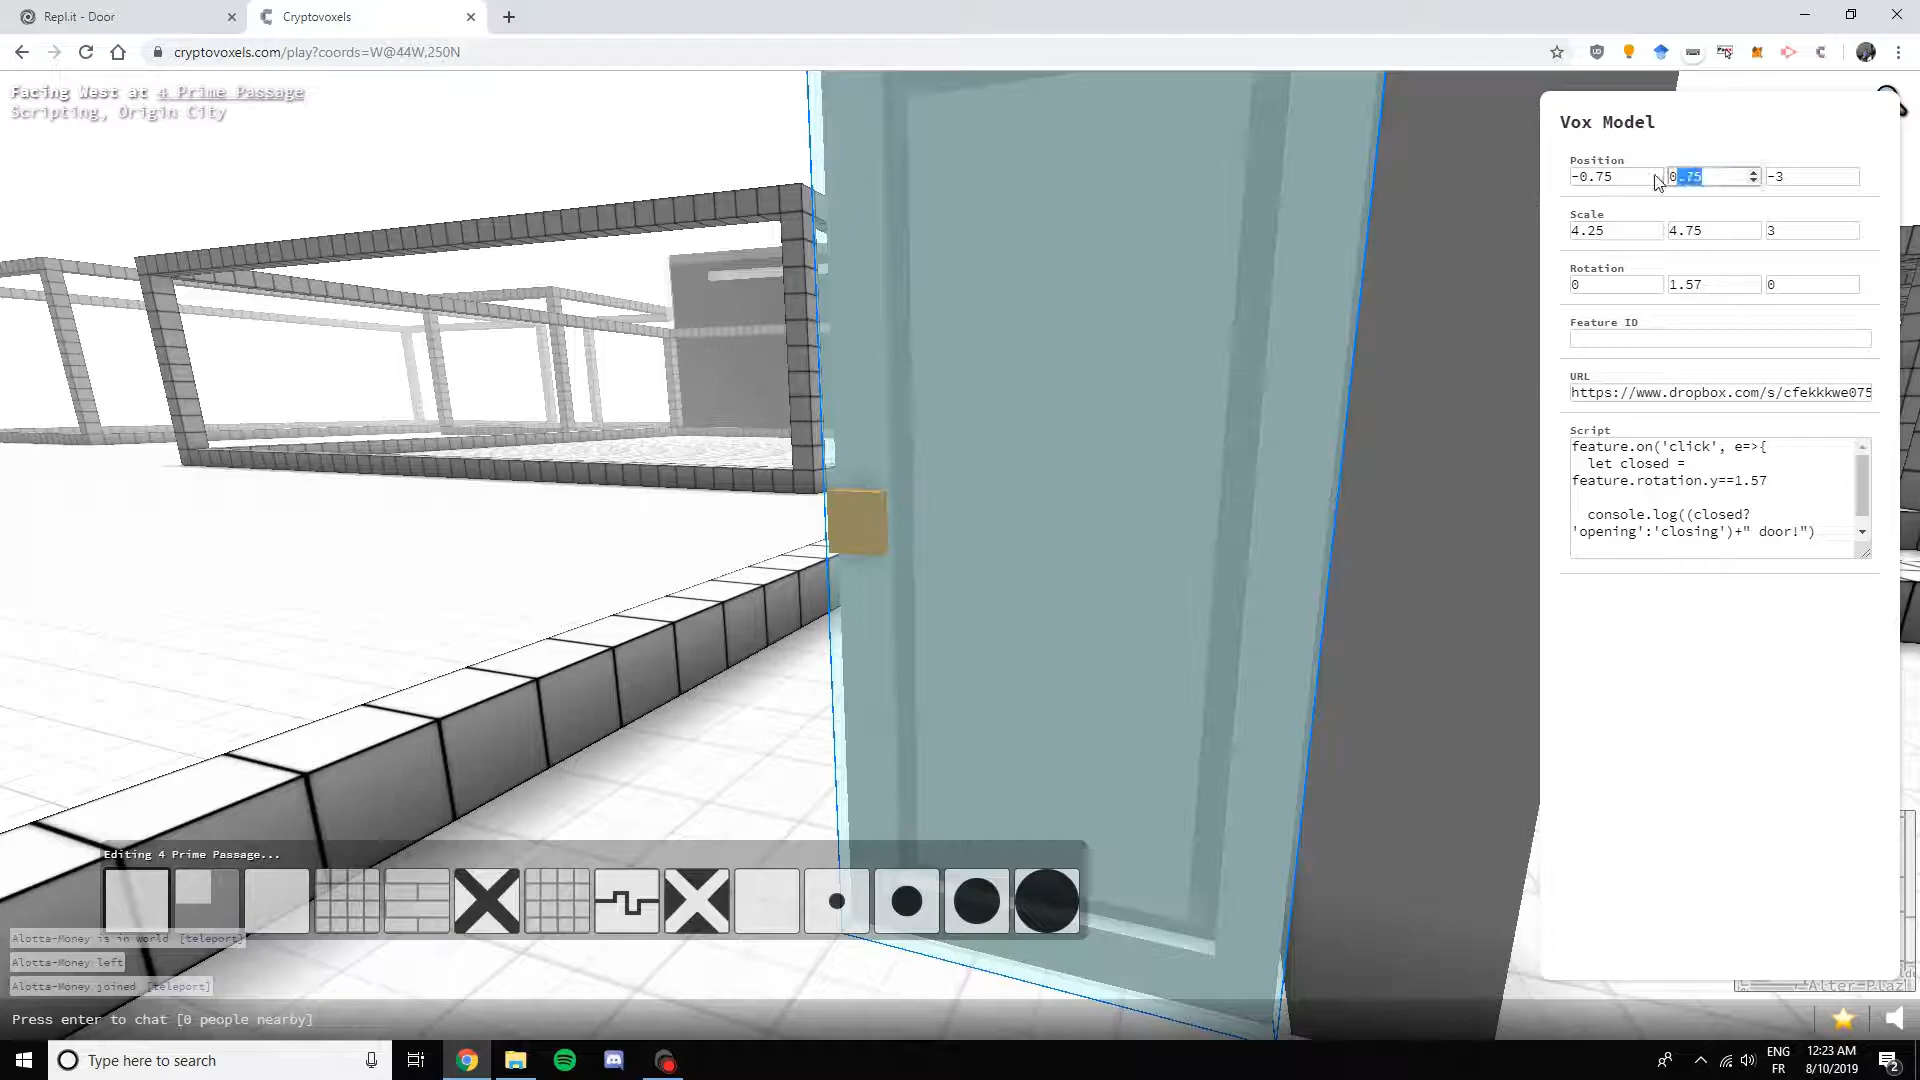 Repl.it - Door
Cryptovoxels
cryptovoxels.com/play?coords=W@44W,250N
Facing West at 4 Prime Passage
Scripting, Origin City
Vox Model
Position
-0.75 0.75 -3
Scale
4.25 4.75 3
Rotation
0 1.57 0
Feature ID
URL
https://www.dropbox.com/s/cfekkkwe075
Script
feature.on('click', e=>{
let closed =
feature.rotation.y==1.57
console.log((closed?
'opening':'closing')+" door!")
Editing 4 Prime Passage...
Alotta-Money is in world [teleport]
Alotta-Money left
Alotta-Money joined [teleport]
Alter-Plaz
Press enter to chat [0 people nearby]
Type here to search
ENG
FR
12:23 AM
8/10/2019
2